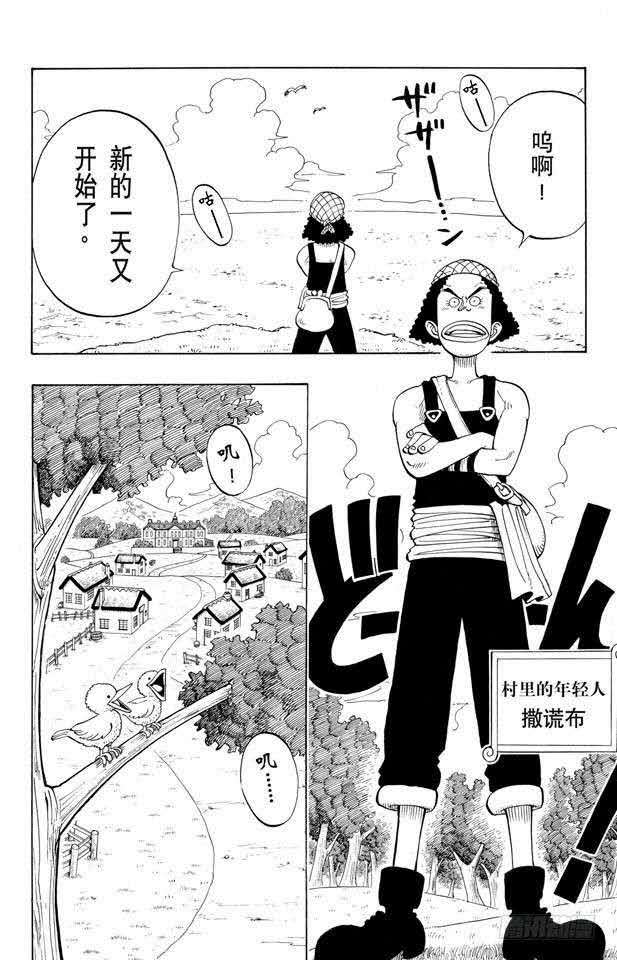 呜啊！
咕—
ザザーン
咕—
新的一天又
开始了。
叽！
叽……
ど—ん！
村里的年轻人
撒谎布